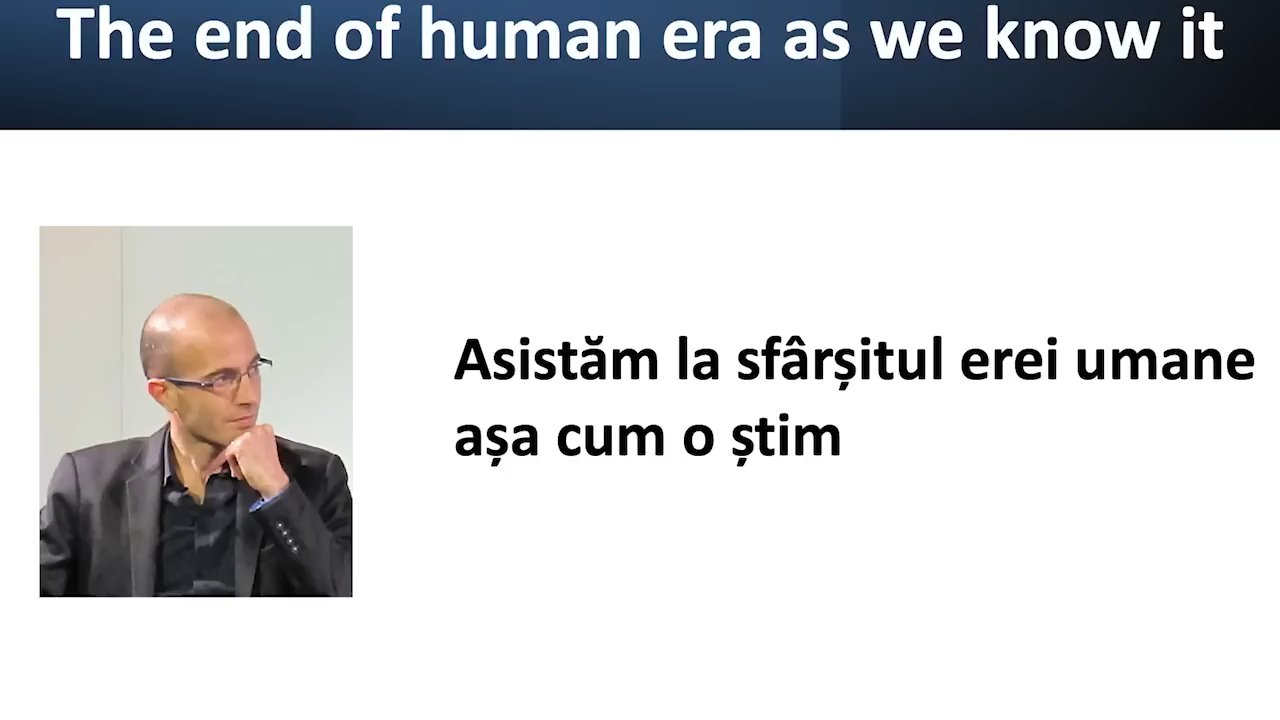 The end of human era as we know it
Asistăm la sfârșitul erei umane
așa cum o știm